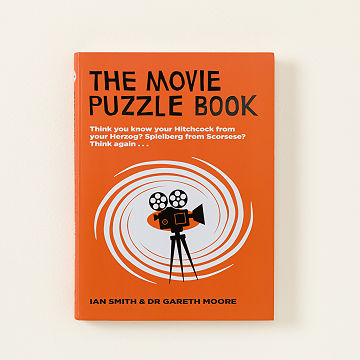 THE MOVIE
PUZZLE BOOK
Think you know your Hitchcock from
your Herzog? Spielberg from Scorsese?
Think again . . .
IAN SMITH & DR GARETH MOORE